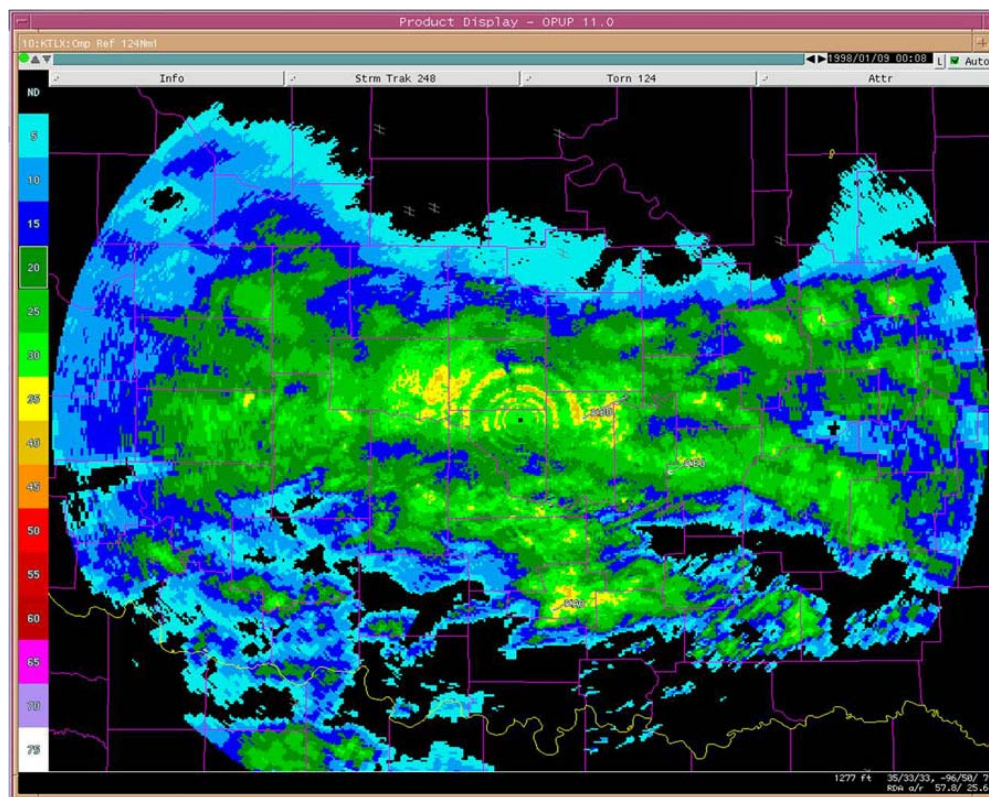 Product Display - OPUP 11.0
10:KTLX:Cmp Ref 124Nmi
1998/01/09 00:08 L Auto
Info Strm Trak 248 Torn 124 Attr
ND
5
10
15
20
25
30
35
40
45
50
55
60
65
70
75
1277 ft 35/33/33, -96/50/ 7
RDA a/r 57.8/ 25.6